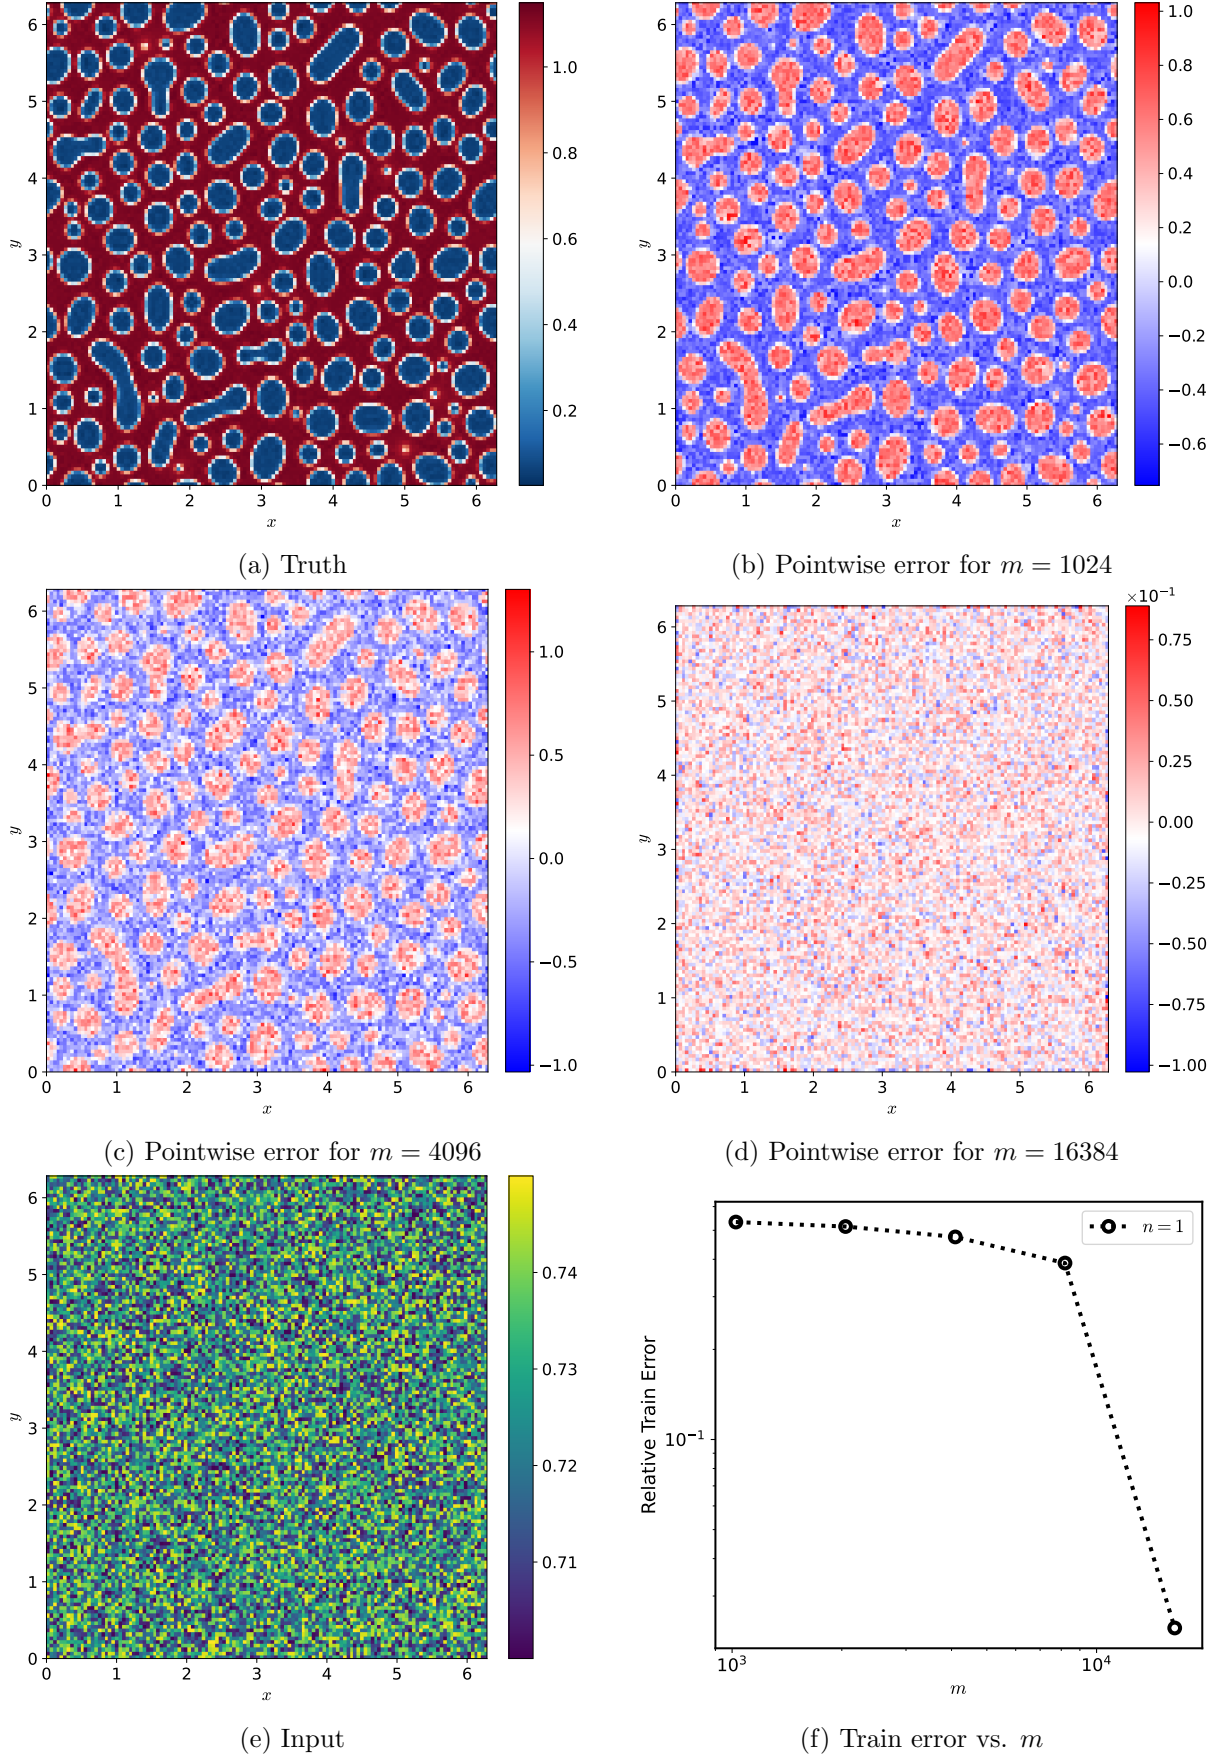 6
5
4
3
2
1
0
y
0 1 2 3 4 5 6
x
1.0
0.8
0.6
0.4
0.2
(a) Truth
6
5
4
3
2
1
0
y
0 1 2 3 4 5 6
x
1.0
0.8
0.6
0.4
0.2
0.0
−0.2
−0.4
−0.6
(b) Pointwise error for m = 1024
6
5
4
3
2
1
0
y
0 1 2 3 4 5 6
x
1.0
0.5
0.0
−0.5
−1.0
(c) Pointwise error for m = 4096
6
5
4
3
2
1
0
y
0 1 2 3 4 5 6
x
×10⁻¹
0.75
0.50
0.25
0.00
−0.25
−0.50
−0.75
−1.00
(d) Pointwise error for m = 16384
6
5
4
3
2
1
0
y
0 1 2 3 4 5 6
x
0.74
0.73
0.72
0.71
(e) Input
n = 1
Relative Train Error
10⁻¹
10³ 10⁴
m
(f) Train error vs. m